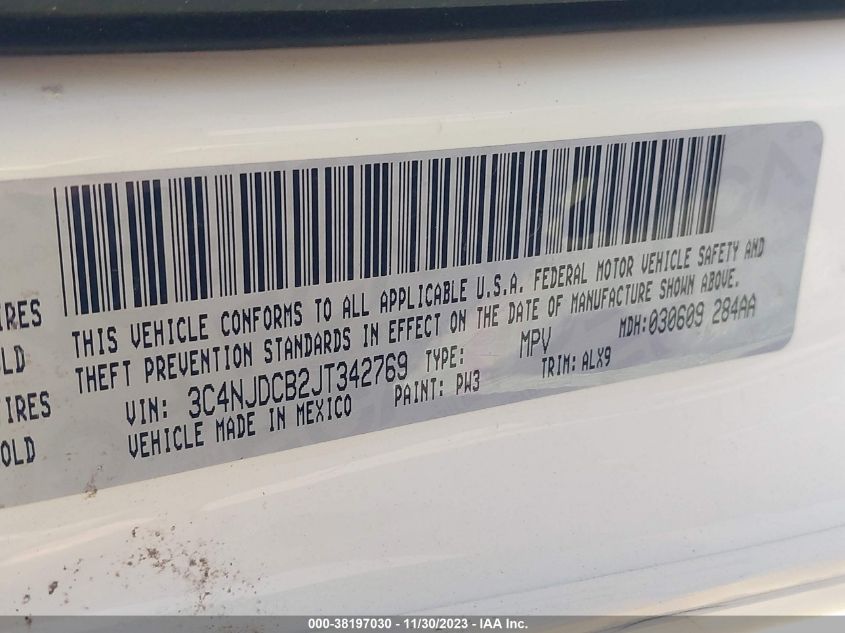 IRES
OLD
IRES
OLD
THIS VEHICLE CONFORMS TO ALL APPLICABLE U.S.A. FEDERAL MOTOR VEHICLE SAFETY AND
THEFT PREVENTION STANDARDS IN EFFECT ON THE DATE OF MANUFACTURE SHOWN ABOVE.
VIN: 3C4NJDCB2JT342769 TYPE: MPV MDH:030609 284AA
VEHICLE MADE IN MEXICO PAINT: PW3 TRIM:ALX9
000-38197030 - 11/30/2023 - IAA Inc.